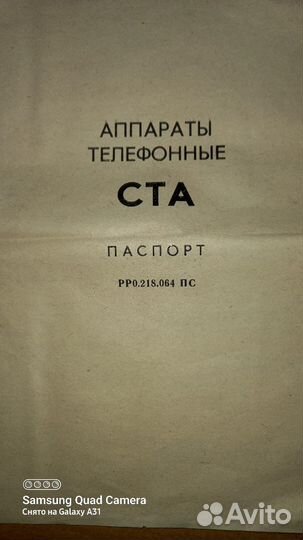 АППАРАТЫ
ТЕЛЕФОННЫЕ
СТА
ПАСПОРТ
РР0.218.064 ПС
Samsung Quad Camera
Снято на Galaxy A31
Avito